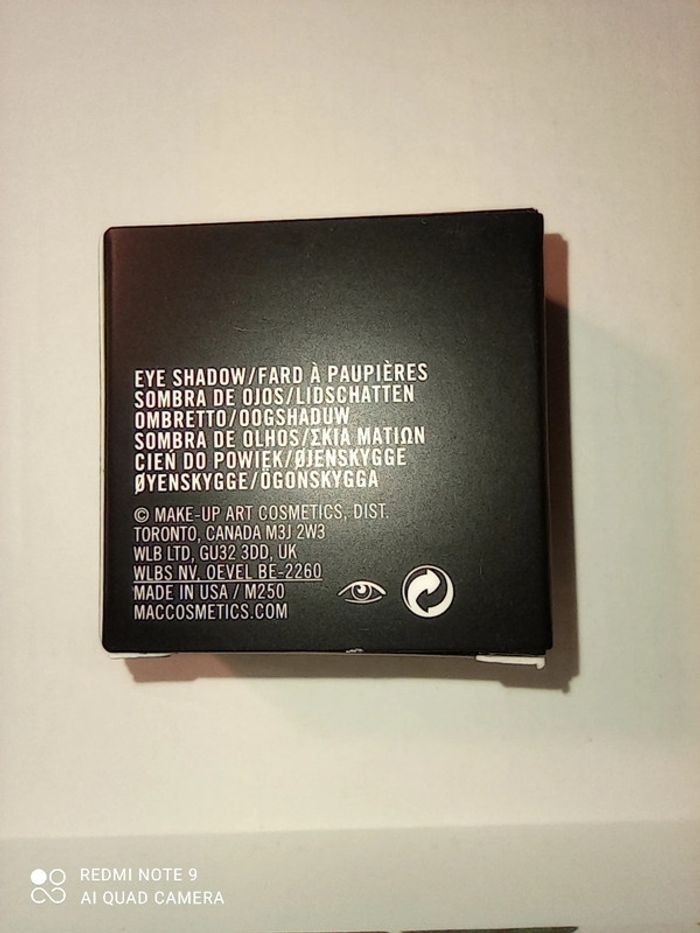 EYE SHADOW/FARD À PAUPIÈRES
SOMBRA DE OJOS/LIDSCHATTEN
OMBRETTO/OOGSHADUW
SOMBRA DE OLHOS/ΣΚΙΑ ΜΑΤΙΩΝ
CIEŃ DO POWIEK/ØJENSKYGGE
ØYENSKYGGE/ÖGONSKYGGA
© MAKE-UP ART COSMETICS, DIST.
TORONTO, CANADA M3J 2W3
WLB LTD, GU32 3DD, UK
WLBS NV. OEVEL BE-2260
MADE IN USA / M250
MACCOSMETICS.COM
REDMI NOTE 9
AI QUAD CAMERA